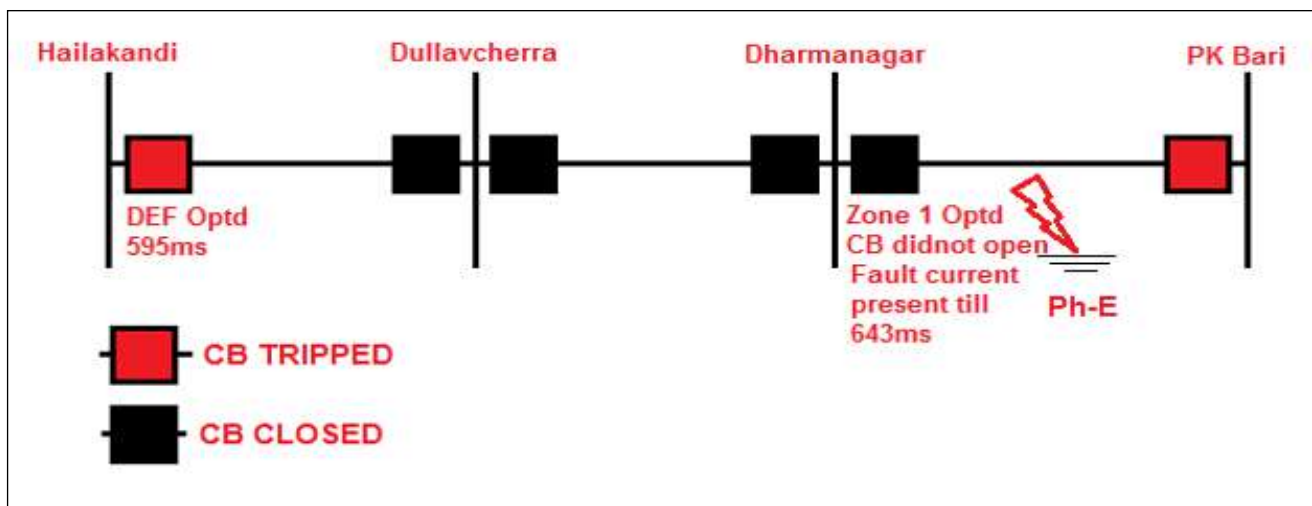 Hailakandi
Dullavcherra
Dharmanagar
PK Bari
DEF Optd
595ms
Zone 1 Optd
CB didnot open
Fault current
present till
643ms
Ph-E
CB TRIPPED
CB CLOSED